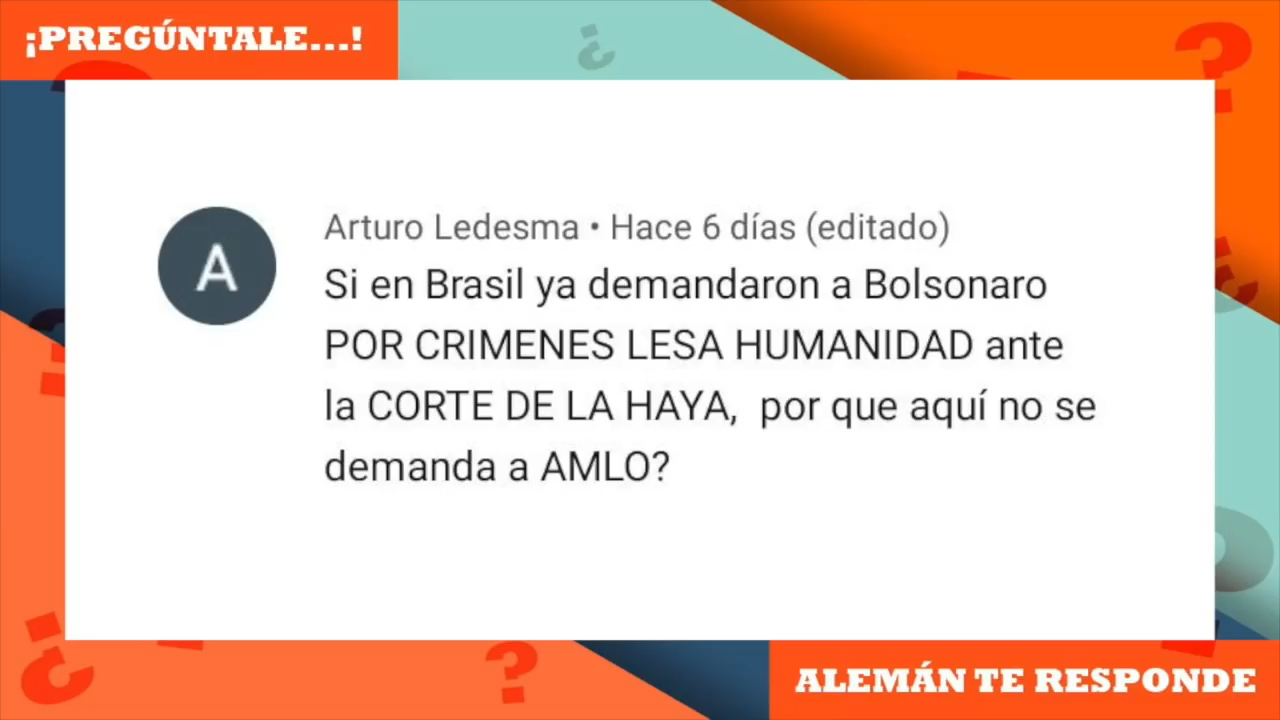 ¡PREGÚNTALE...!
A
Arturo Ledesma • Hace 6 días (editado)
Si en Brasil ya demandaron a Bolsonaro
POR CRIMENES LESA HUMANIDAD ante
la CORTE DE LA HAYA,  por que aquí no se
demanda a AMLO?
ALEMÁN TE RESPONDE